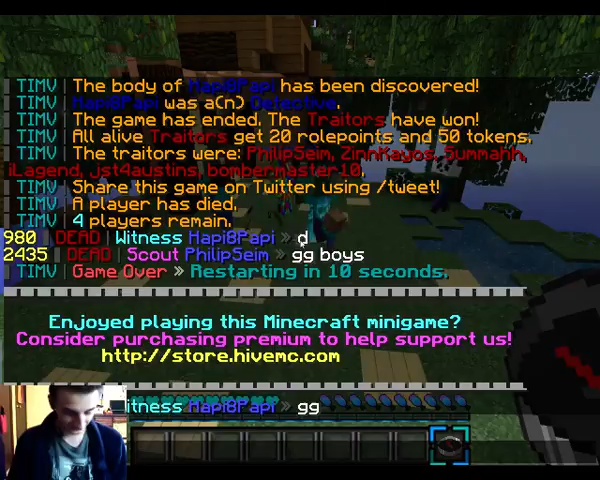 TIMV | The body of Hapi8Papi has been discovered!
TIMV | Hapi8Papi was a(n) Detective.
TIMV | The game has ended. The Traitors have won!
TIMV | All alive Traitors get 20 rolepoints and 50 tokens.
TIMV | The traitors were: PhilipSeim, ZinnKayos, Summahh,
iLagend, jst4austins, bombermaster10.
TIMV | Share this game on Twitter using /tweet!
TIMV | A player has died.
TIMV | 4 players remain.
980 | DEAD | Witness Hapi8Papi » d
2435 | DEAD | Scout PhilipSeim » gg boys
TIMV | Game Over » Restarting in 10 seconds.
Enjoyed playing this Minecraft minigame?
Consider purchasing premium to help support us!
http://store.hivemc.com
itness Hapi8Papi » gg